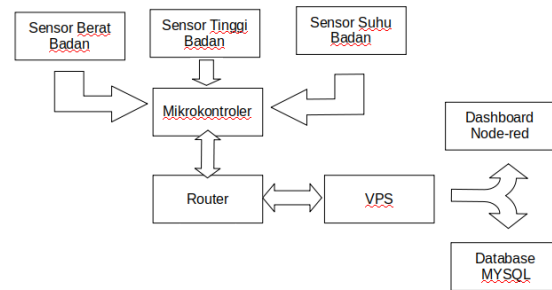 Sensor Berat
Badan
Sensor Tinggi
Badan
Sensor Suhu
Badan
Mikrokontroler
Dashboard
Node-red
Router
VPS
Database
MYSQL